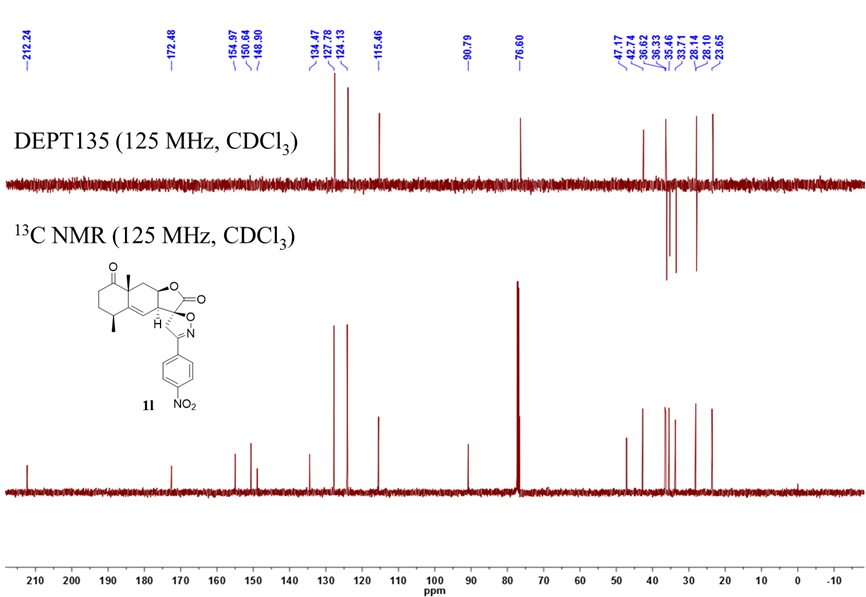 212.24
172.48
154.97
150.64
148.90
134.47
127.78
124.13
115.46
90.79
76.60
47.17
42.74
36.62
36.33
35.46
33.71
28.14
28.10
23.65
DEPT135 (125 MHz, CDCl₃)
¹³C NMR (125 MHz, CDCl₃)
O
O
O
H
O
N
NO₂
1l
210 200 190 180 170 160 150 140 130 120 110 100 90 80 70 60 50 40 30 20 10 0 -10
ppm